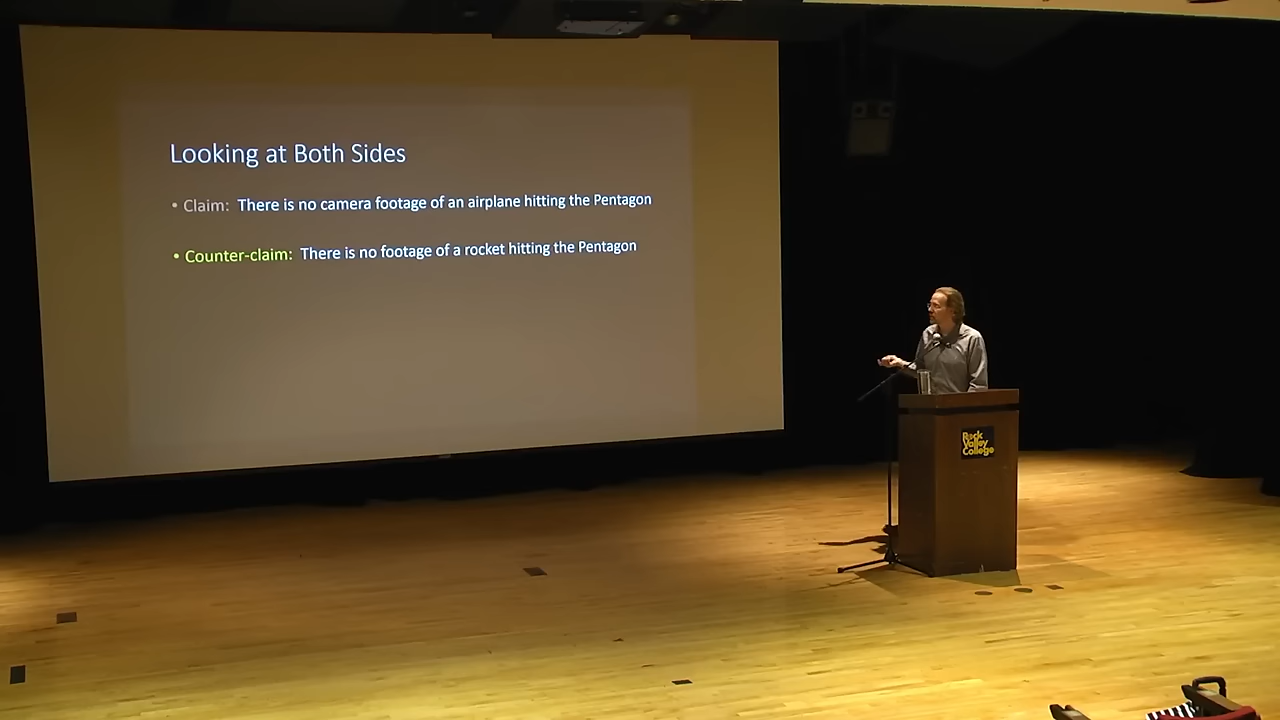 Looking at Both Sides
• Claim: There is no camera footage of an airplane hitting the Pentagon
• Counter-claim: There is no footage of a rocket hitting the Pentagon
Rock
Valley
College